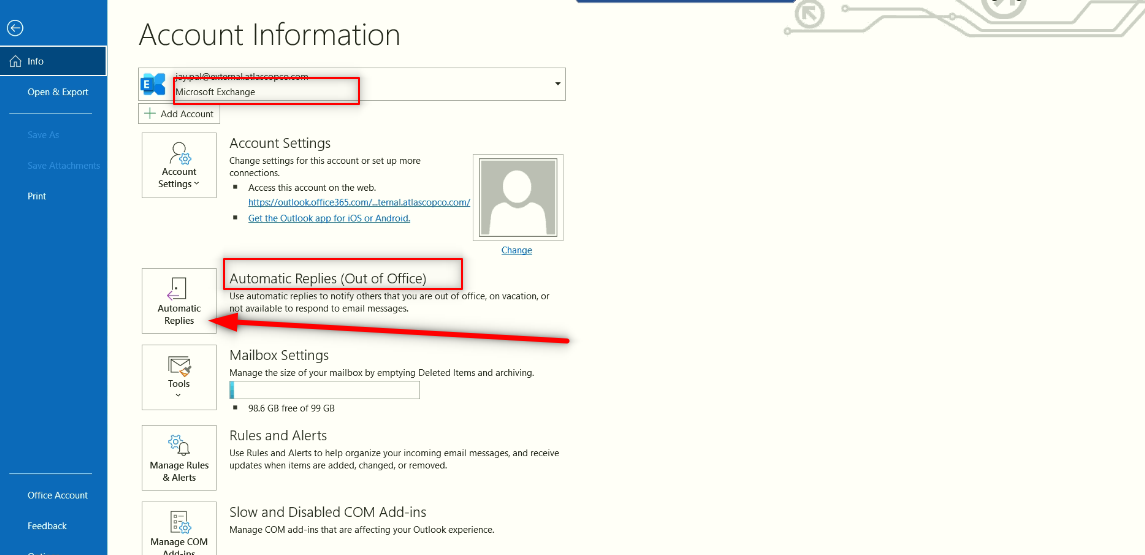 Account Information
Info
Open & Export
Save As
Save Attachments
Print
Office Account
Feedback
jay.pal@external.atlascopco.com
Microsoft Exchange
Add Account
Account
Settings
Account Settings
Change settings for this account or set up more
connections.
Access this account on the web.
https://outlook.office365.com/...ternal.atlascopco.com/
Get the Outlook app for iOS or Android.
Change
Automatic
Replies
Automatic Replies (Out of Office)
Use automatic replies to notify others that you are out of office, on vacation, or
not available to respond to email messages.
Tools
Mailbox Settings
Manage the size of your mailbox by emptying Deleted Items and archiving.
98.6 GB free of 99 GB
Manage Rules
& Alerts
Rules and Alerts
Use Rules and Alerts to help organize your incoming email messages, and receive
updates when items are added, changed, or removed.
Manage COM
Add-ins
Slow and Disabled COM Add-ins
Manage COM add-ins that are affecting your Outlook experience.